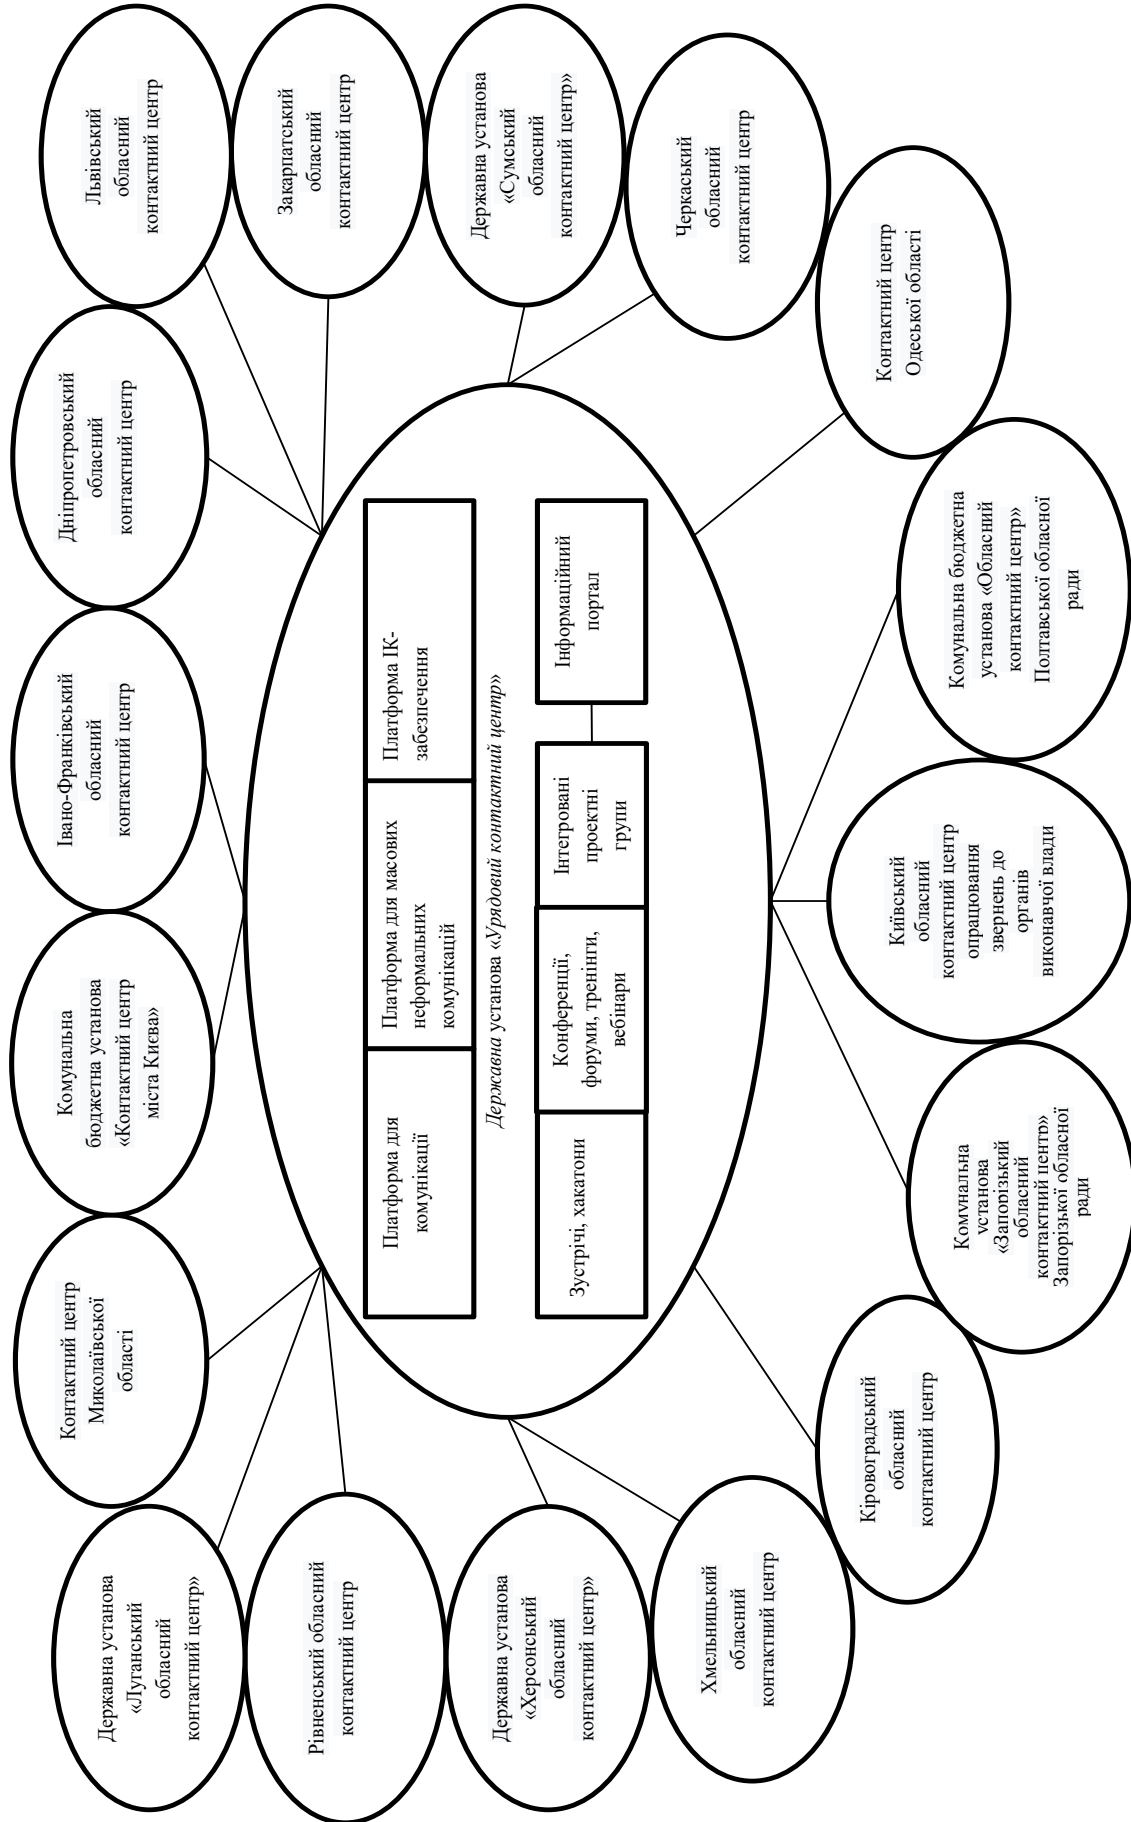 Державна установа
«Луганський
обласний
контактний центр»
Контактний центр
Миколаївської
області
Комунальна
бюджетна установа
«Контактний центр
міста Києва»
Івано-Франківський
обласний
контактний центр
Дніпропетровський
обласний
контактний центр
Львівський
обласний
контактний центр
Рівненський обласний
контактний центр
Закарпатський
обласний
контактний центр
Платформа для
комунікації
Платформа для масових
неформальних
комунікацій
Платформа ІК-
забезпечення
Державна установа «Урядовий контактний центр»
Зустрічі, хакатони
Конференції,
форуми, тренінги,
вебінари
Інтегровані
проектні
групи
Інформаційний
портал
Державна установа
«Херсонський
обласний
контактний центр»
Державна установа
«Сумський
обласний
контактний центр»
Хмельницький
обласний
контактний центр
Черкаський
обласний
контактний центр
Кіровоградський
обласний
контактний центр
Контактний центр
Одеської області
Комунальна
установа
«Запорізький
обласний
контактний центр»
Запорізької обласної
ради
Київський
обласний
контактний центр
опрацювання
звернень до
органів
виконавчої влади
Комунальна бюджетна
установа «Обласний
контактний центр»
Полтавської обласної
ради